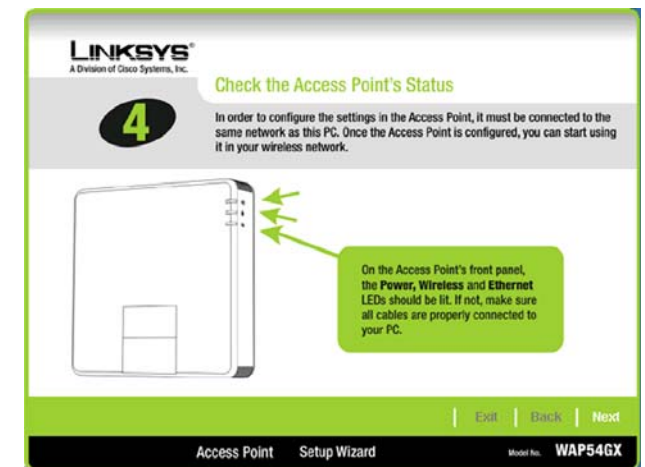 LINKSYS®
A Division of Cisco Systems, Inc.
Check the Access Point's Status
4
In order to configure the settings in the Access Point, it must be connected to the
same network as this PC. Once the Access Point is configured, you can start using
it in your wireless network.
On the Access Point's front panel,
the Power, Wireless and Ethernet
LEDs should be lit. If not, make sure
all cables are properly connected to
your PC.
Exit Back Next
Access Point Setup Wizard Model No. WAP54GX